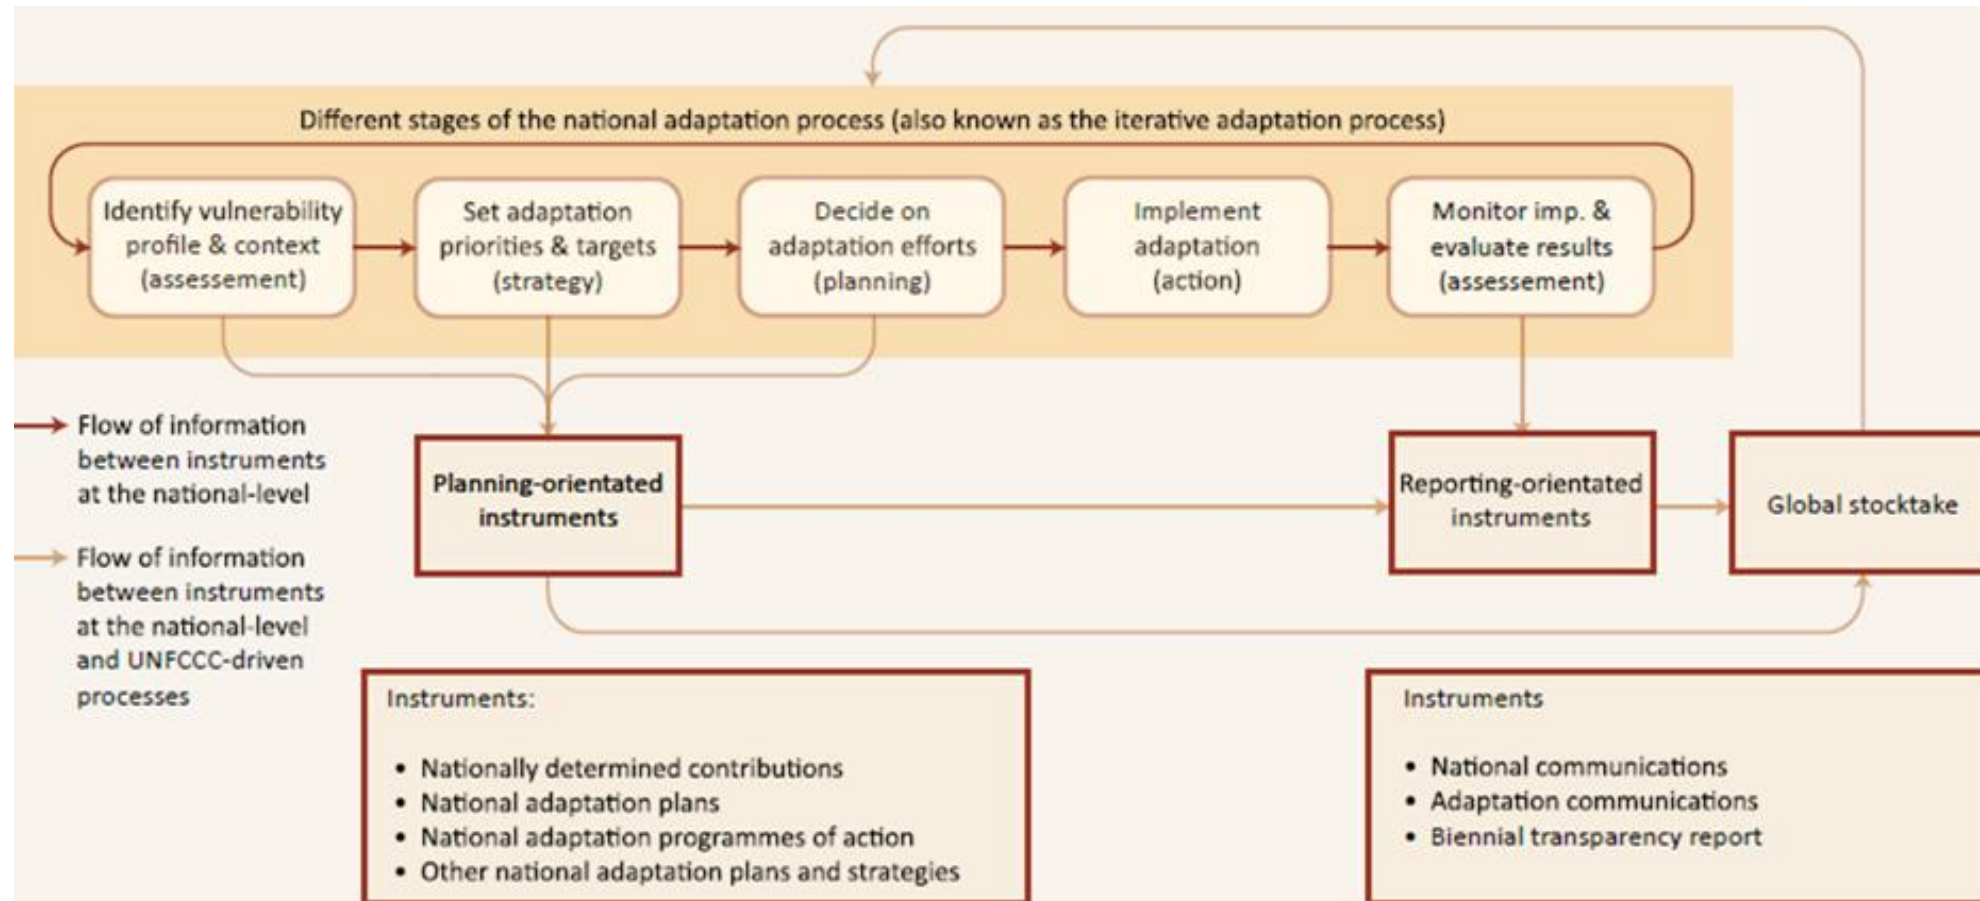 Different stages of the national adaptation process (also known as the iterative adaptation process)
Identify vulnerability
profile & context
(assessement)
Set adaptation
priorities & targets
(strategy)
Decide on
adaptation efforts
(planning)
Implement
adaptation
(action)
Monitor imp. &
evaluate results
(assessement)
Flow of information
between instruments
at the national-level
Flow of information
between instruments
at the national-level
and UNFCCC-driven
processes
Planning-orientated
instruments
Reporting-orientated
instruments
Global stocktake
Instruments:
• Nationally determined contributions
• National adaptation plans
• National adaptation programmes of action
• Other national adaptation plans and strategies
Instruments
• National communications
• Adaptation communications
• Biennial transparency report